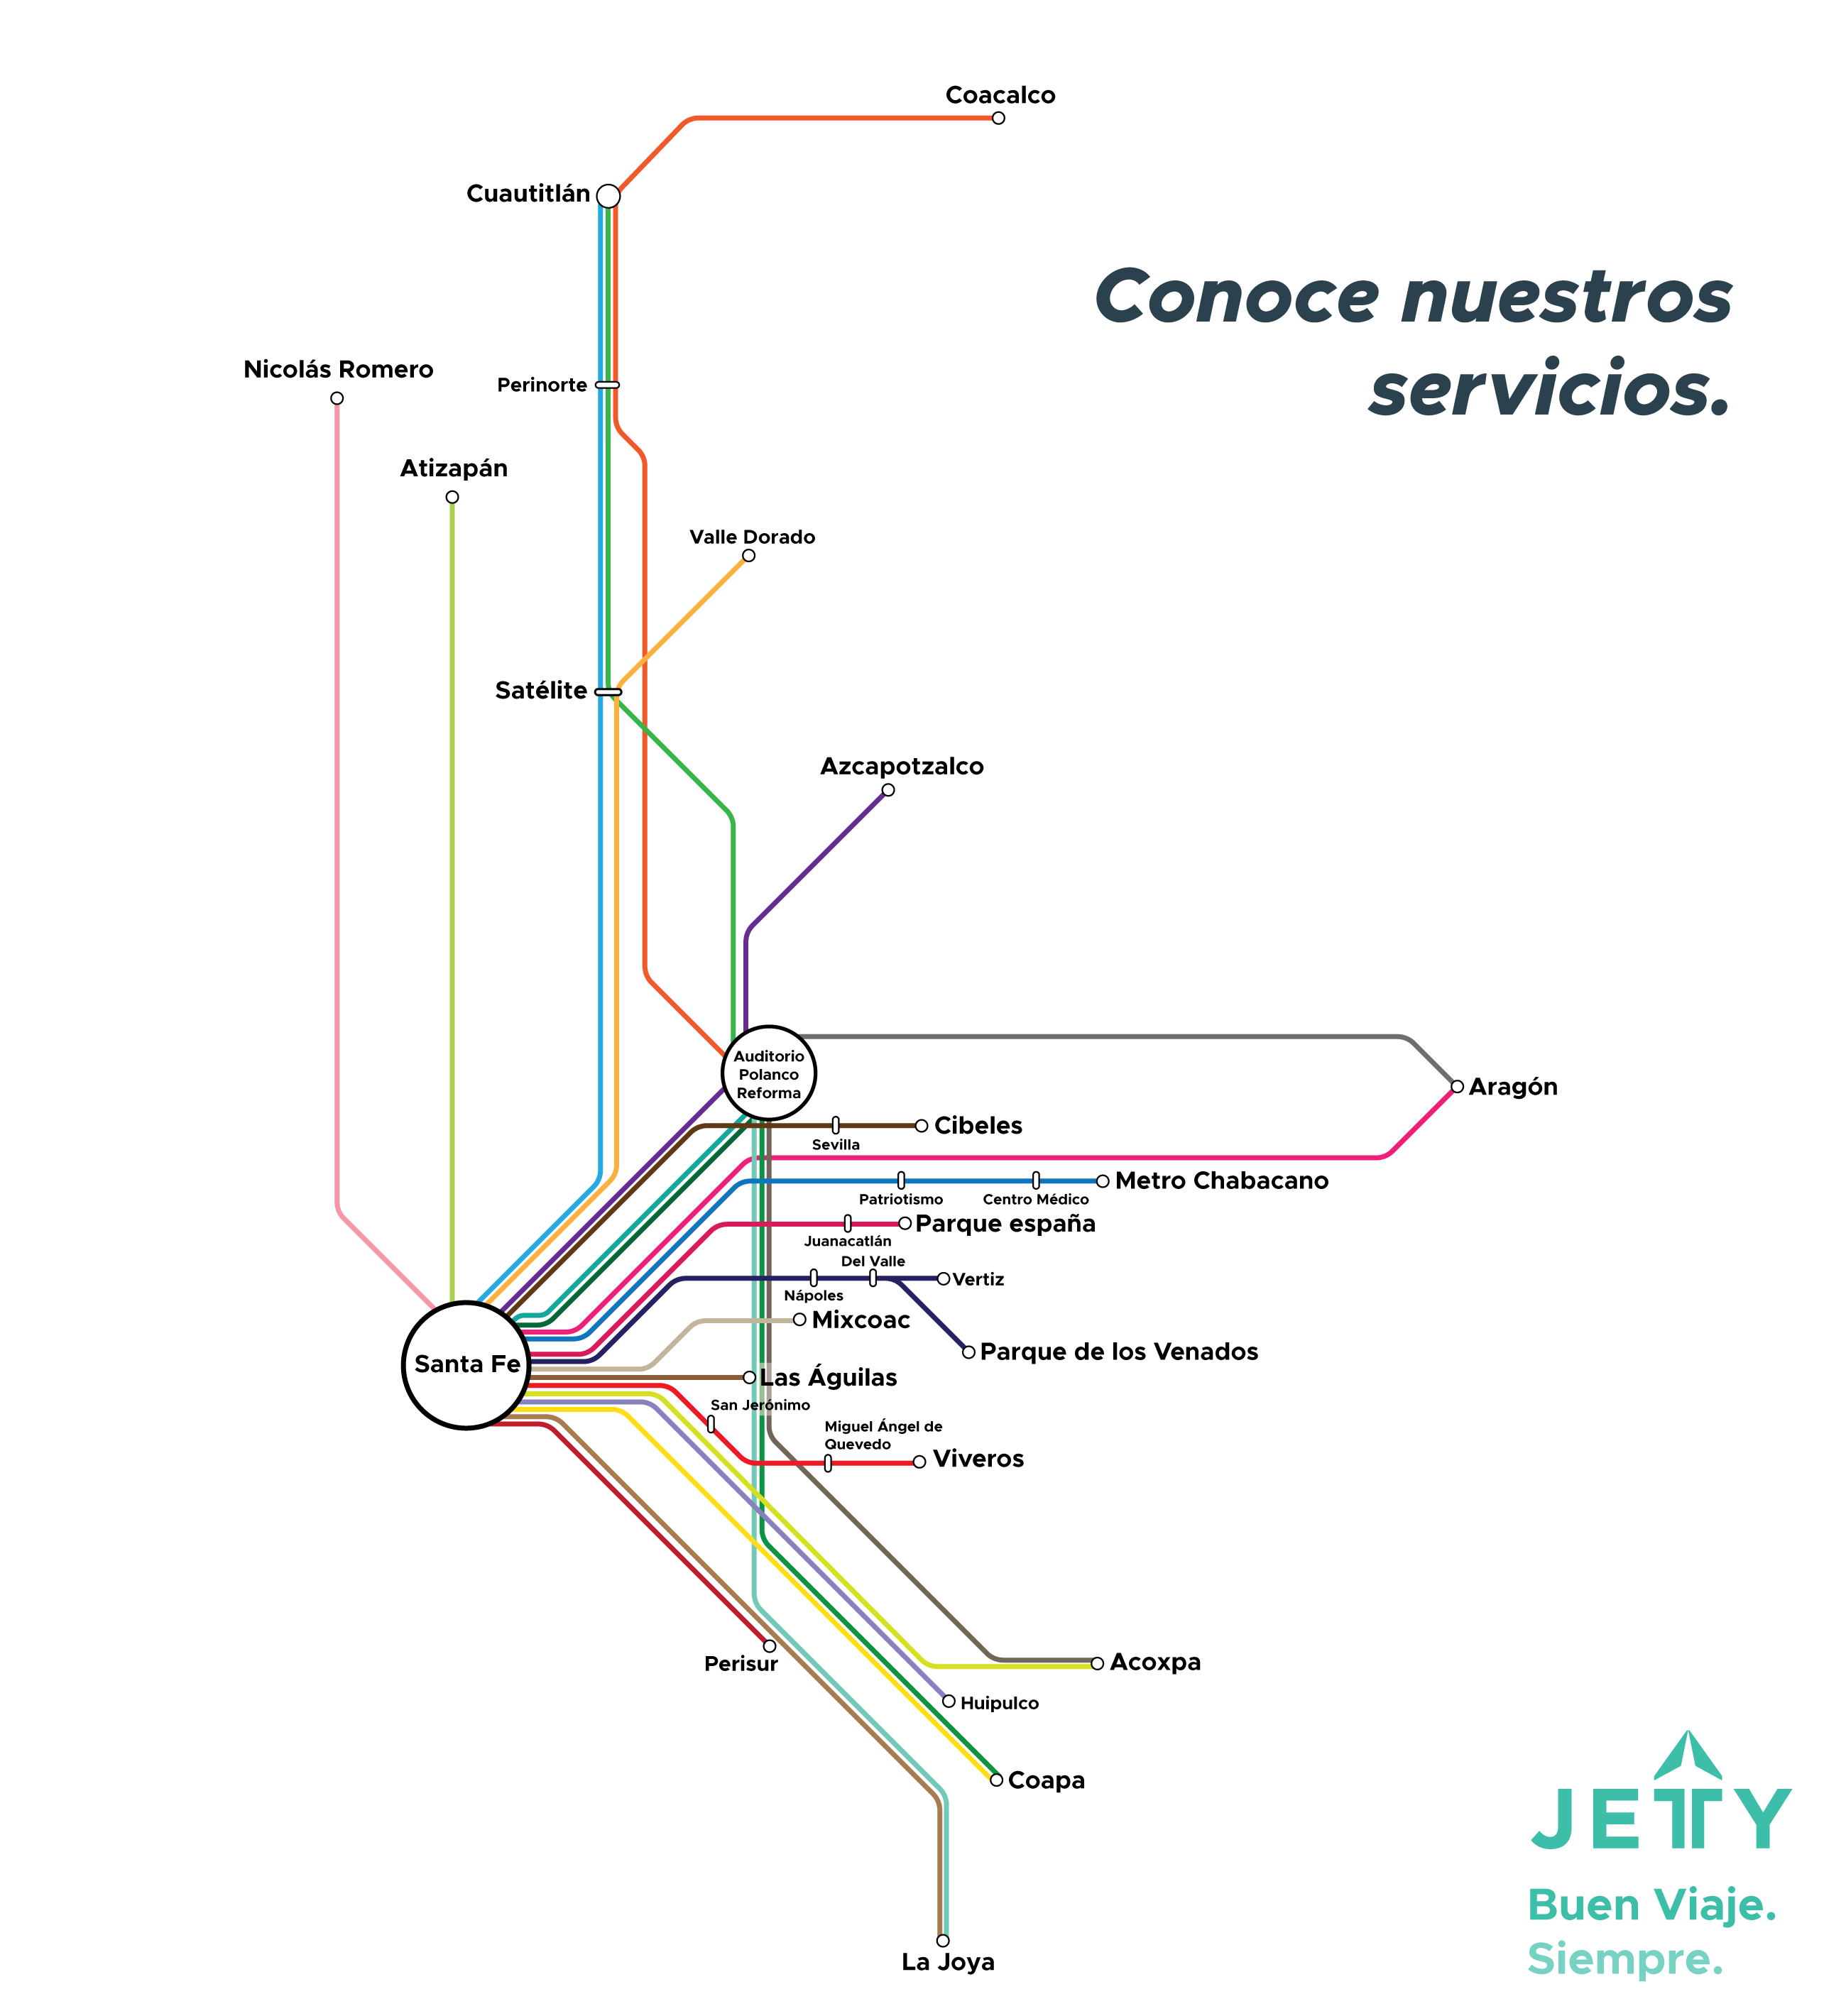 Coacalco
Cuautitlán
Conoce nuestros
servicios.
Nicolás Romero
Perinorte
Atizapán
Valle Dorado
Satélite
Azcapotzalco
Auditorio
Polanco
Reforma
Aragón
Cibeles
Sevilla
Metro Chabacano
Patriotismo
Centro Médico
Parque españa
Juanacatlán
Del Valle
Vertiz
Nápoles
Mixcoac
Parque de los Venados
Santa Fe
Las Águilas
San Jerónimo
Miguel Ángel de
Quevedo
Viveros
Perisur
Acoxpa
Huipulco
Coapa
La Joya
JETTY
Buen Viaje.
Siempre.